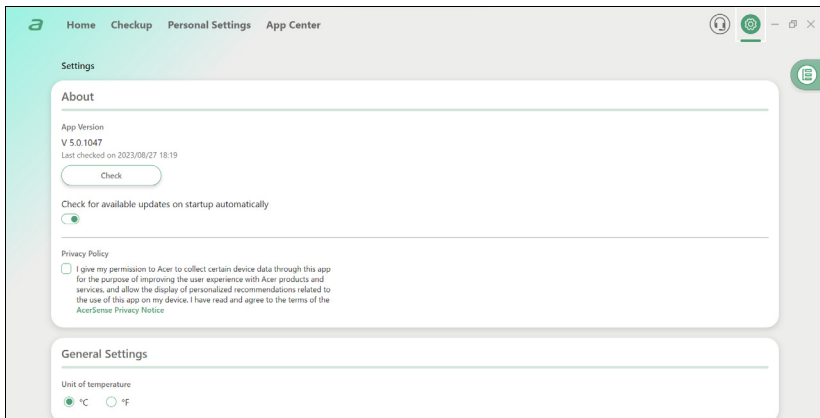 a Home Checkup Personal Settings App Center
Settings
About
App Version
V 5.0.1047
Last checked on 2023/08/27 18:19
Check
Check for available updates on startup automatically
Privacy Policy
I give my permission to Acer to collect certain device data through this app
for the purpose of improving the user experience with Acer products and
services, and allow the display of personalized recommendations related to
the use of this app on my device. I have read and agree to the terms of the
AcerSense Privacy Notice
General Settings
Unit of temperature
°C °F